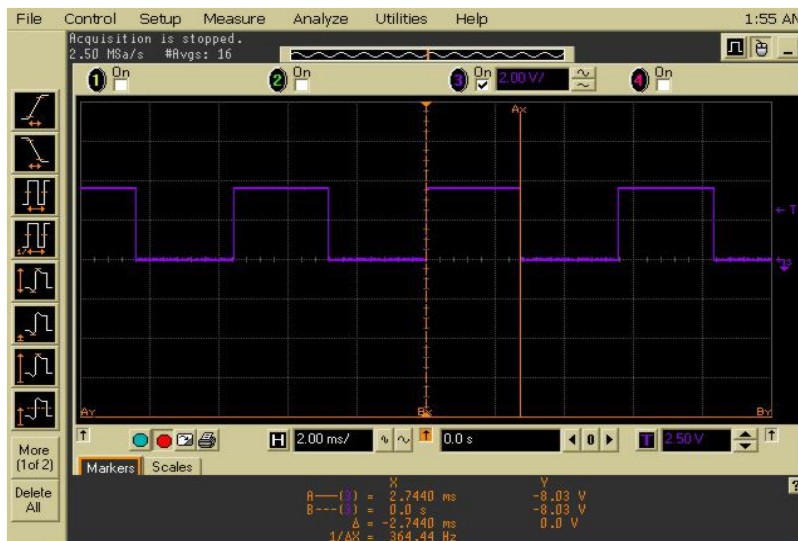 File Control Setup Measure Analyze Utilities Help 1:55 AM
Acquisition is stopped.
2.50 MSa/s #Avgs: 16
1 On 2 On 3 On 2.00 V/ 4 On
Ax
T
Ay Bx By
H 2.00 ms/ 0.0 s 0 T 2.50 V
More
(1of 2)
Delete
All
Markers Scales
X Y
A---(3) = 2.7440 ms -8.03 V
B---(3) = 0.0 s -8.03 V
Δ = -2.7440 ms 0.0 V
1/ΔX = 364.44 Hz
?